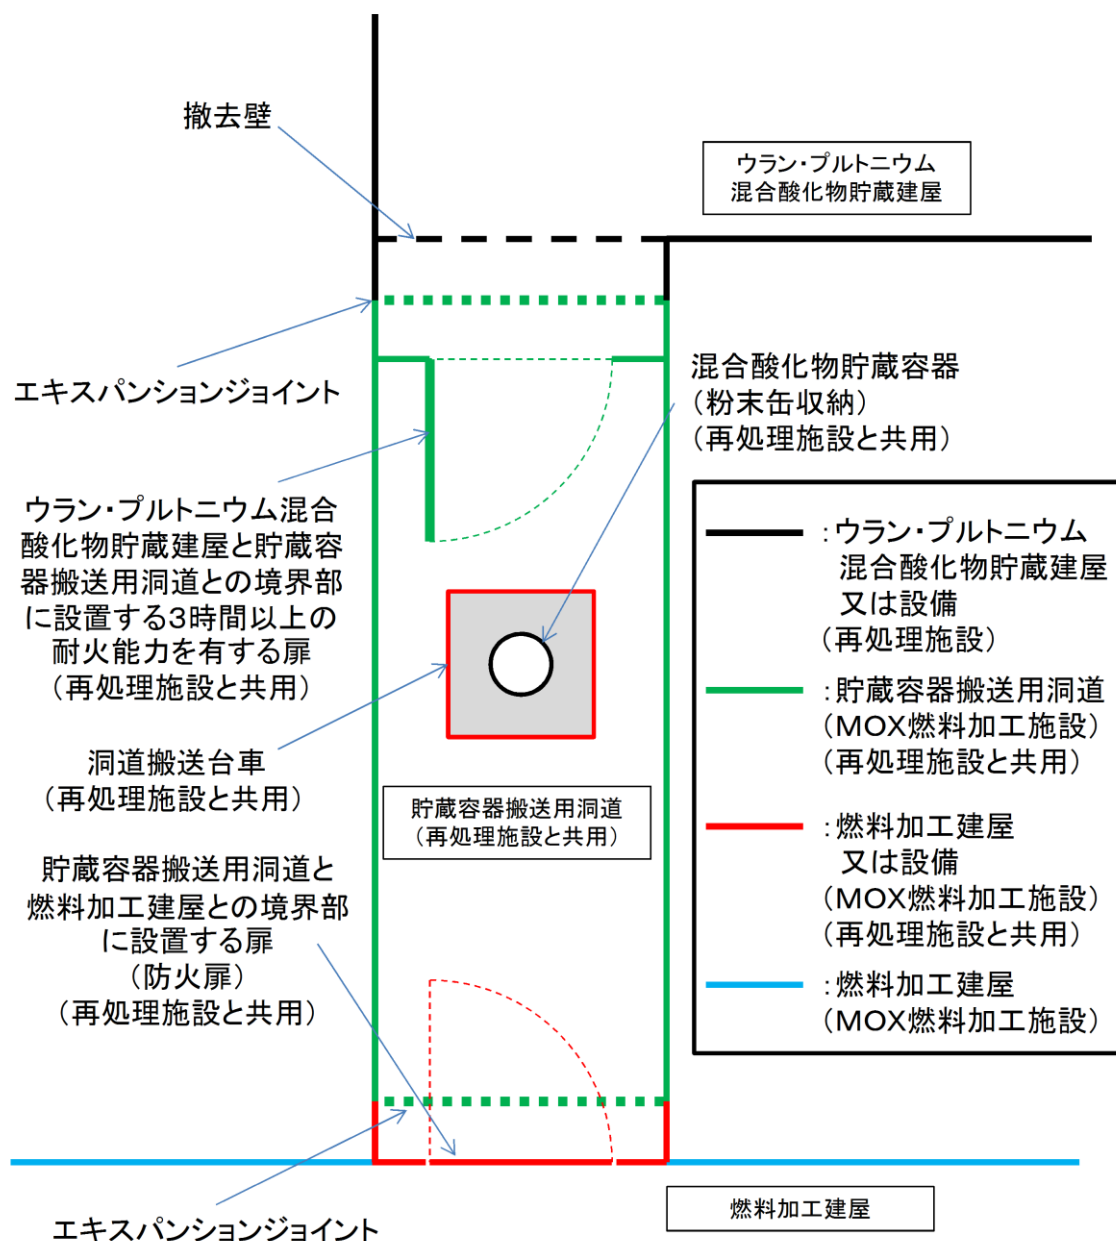 撤去壁
ウラン・プルトニウム
混合酸化物貯蔵建屋
エキスパンションジョイント
混合酸化物貯蔵容器
（粉末缶収納）
（再処理施設と共用）
ウラン・プルトニウム混合
酸化物貯蔵建屋と貯蔵容
器搬送用洞道との境界部
に設置する3時間以上の
耐火能力を有する扉
（再処理施設と共用）
洞道搬送台車
（再処理施設と共用）
貯蔵容器搬送用洞道
（再処理施設と共用）
貯蔵容器搬送用洞道と
燃料加工建屋との境界部
に設置する扉
（防火扉）
（再処理施設と共用）
：ウラン・プルトニウム
混合酸化物貯蔵建屋
又は設備
（再処理施設）
：貯蔵容器搬送用洞道
（MOX燃料加工施設）
（再処理施設と共用）
：燃料加工建屋
又は設備
（MOX燃料加工施設）
（再処理施設と共用）
：燃料加工建屋
（MOX燃料加工施設）
エキスパンションジョイント
燃料加工建屋